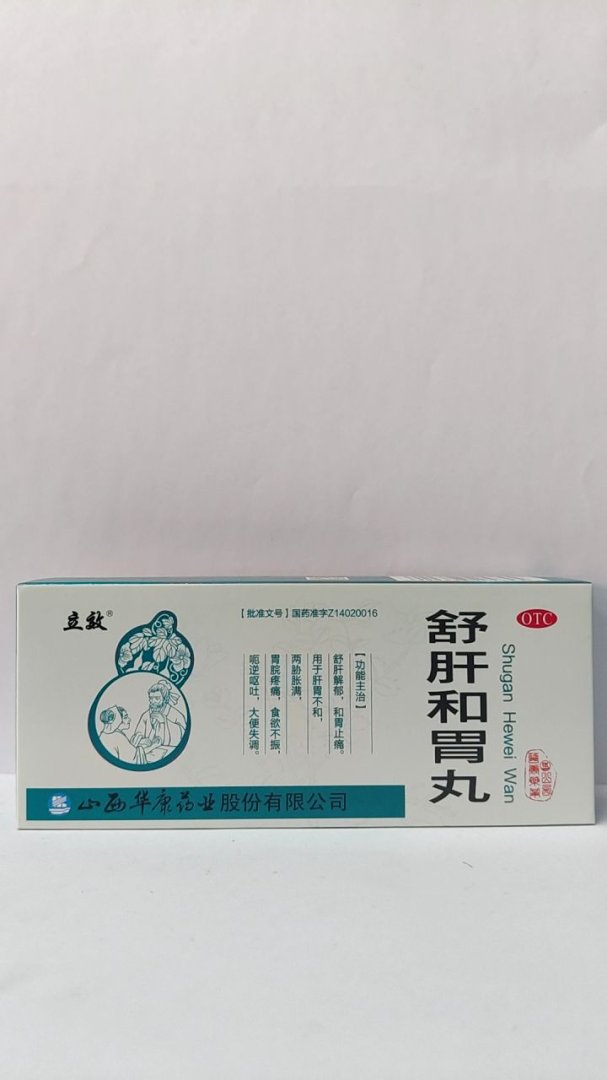 立效®
【批准文号】国药准字Z14020016
【功能主治】
舒肝解郁，和胃止痛。
用于肝胃不和，
两胁胀满，
胃脘疼痛，食欲不振，
呃逆呕吐，大便失调。
舒肝和胃丸
Shugan Hewei Wan
OTC
山西华康药业股份有限公司